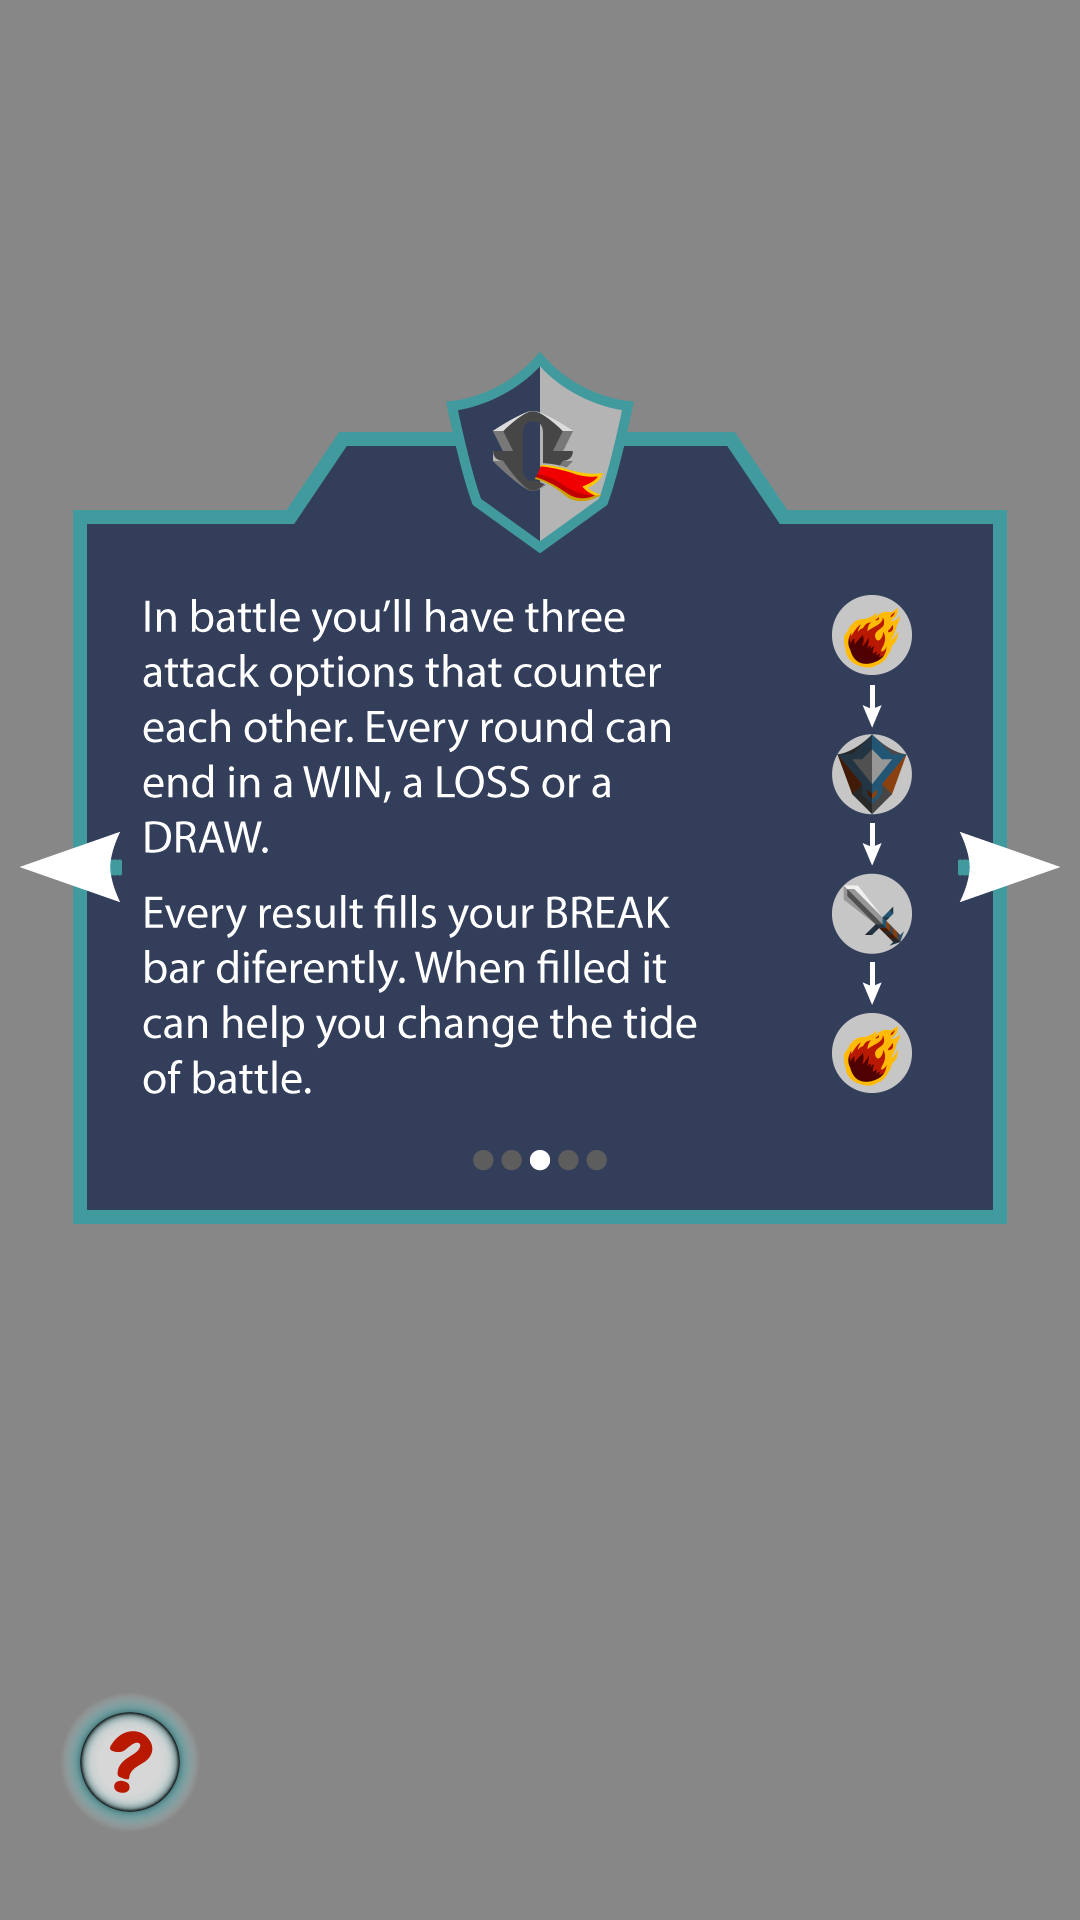 In battle you’ll have three
attack options that counter
each other. Every round can
end in a WIN, a LOSS or a
DRAW.
Every result fills your BREAK
bar diferently. When filled it
can help you change the tide
of battle.
?